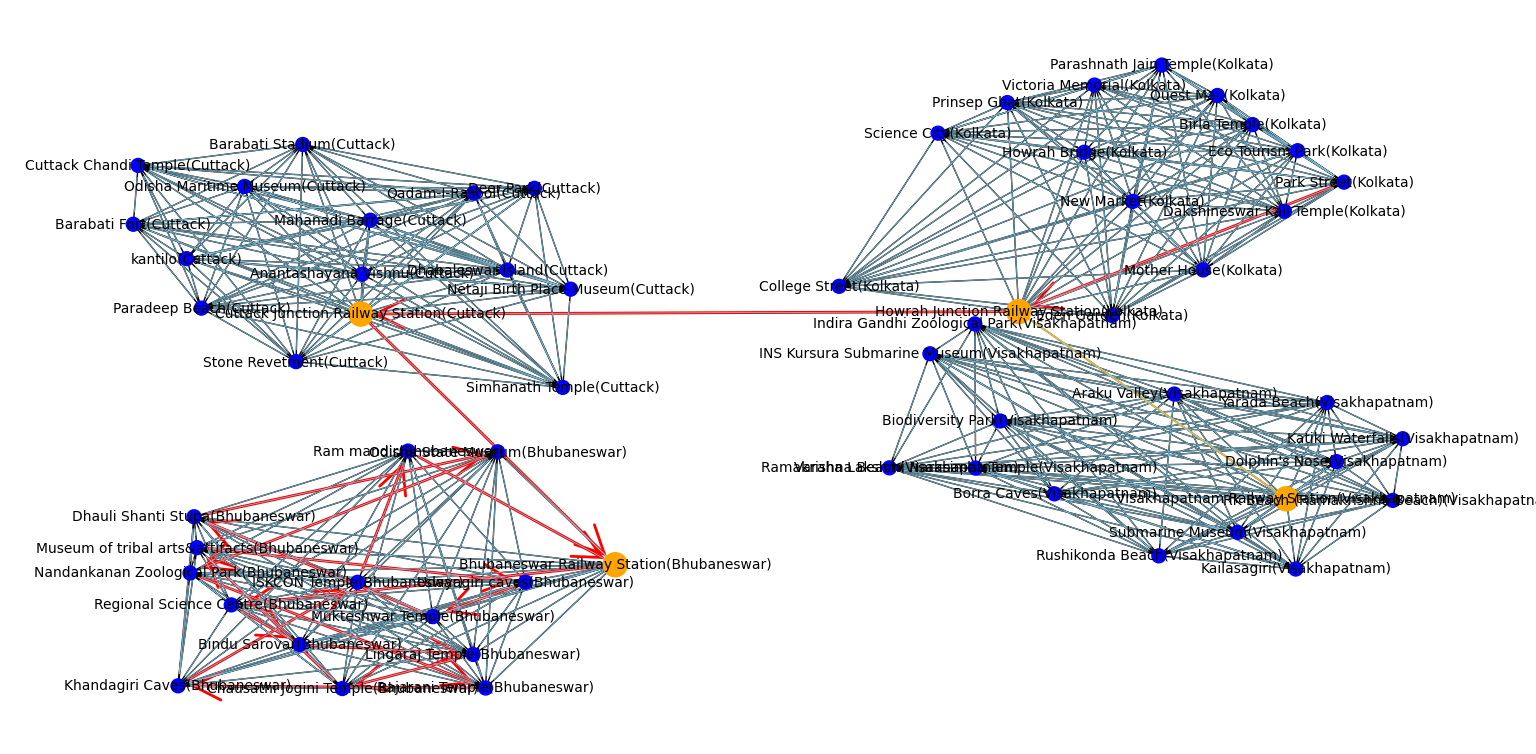 Parashnath Jain Temple(Kolkata)
Victoria Memorial(Kolkata)
Quest Mall(Kolkata)
Prinsep Ghat(Kolkata)
Birla Temple(Kolkata)
Science City(Kolkata)
Barabati Stadium(Cuttack)
Howrah Bridge(Kolkata)
Eco Tourism Park(Kolkata)
Cuttack Chandi Temple(Cuttack)
Park Street(Kolkata)
Odisha Maritime Museum(Cuttack)
Deer Park(Cuttack)
Qadam-I-Rasool(Cuttack)
New Market(Kolkata)
Dakshineswar Kali Temple(Kolkata)
Mahanadi Barrage(Cuttack)
Barabati Fort(Cuttack)
kantilo(Cuttack)
Mother House(Kolkata)
Anantashayana Vishnu(Cuttack)
Dhabaleswar Island(Cuttack)
College Street(Kolkata)
Netaji Birth Place Museum(Cuttack)
Paradeep Beach(Cuttack)
Cuttack Junction Railway Station(Cuttack)
Howrah Junction Railway Station(Kolkata)
Eden Gardens(Kolkata)
Indira Gandhi Zoological Park(Visakhapatnam)
INS Kursura Submarine Museum(Visakhapatnam)
Stone Revetment(Cuttack)
Simhanath Temple(Cuttack)
Araku Valley(Visakhapatnam)
Yarada Beach(Visakhapatnam)
Biodiversity Park(Visakhapatnam)
Katiki Waterfalls(Visakhapatnam)
Ram mandir(Bhubaneswar)
Museum(Bhubaneswar)
Dolphin's Nose(Visakhapatnam)
Temple(Visakhapatnam)
Borra Caves(Visakhapatnam)
Visakhapatnam Railway Station(Visakhapatnam)
RK Beach (Ramakrishna Beach)(Visakhapatn
Dhauli Shanti Stupa(Bhubaneswar)
Submarine Museum(Visakhapatnam)
Museum of tribal arts&artifacts(Bhubaneswar)
Rushikonda Beach(Visakhapatnam)
Bhubaneswar Railway Station(Bhubaneswar)
Kailasagiri(Visakhapatnam)
Nandankanan Zoological Park(Bhubaneswar)
ISKCON Temple(Bhubaneswar)
Udayagiri caves(Bhubaneswar)
Regional Science Centre(Bhubaneswar)
Mukteshwar Temple(Bhubaneswar)
Bindu Sarovar(Bhubaneswar)
Lingaraj Temple(Bhubaneswar)
Khandagiri Caves(Bhubaneswar)
Chausathi Jogini Temple(Bhubaneswar)
Rajarani Temple(Bhubaneswar)